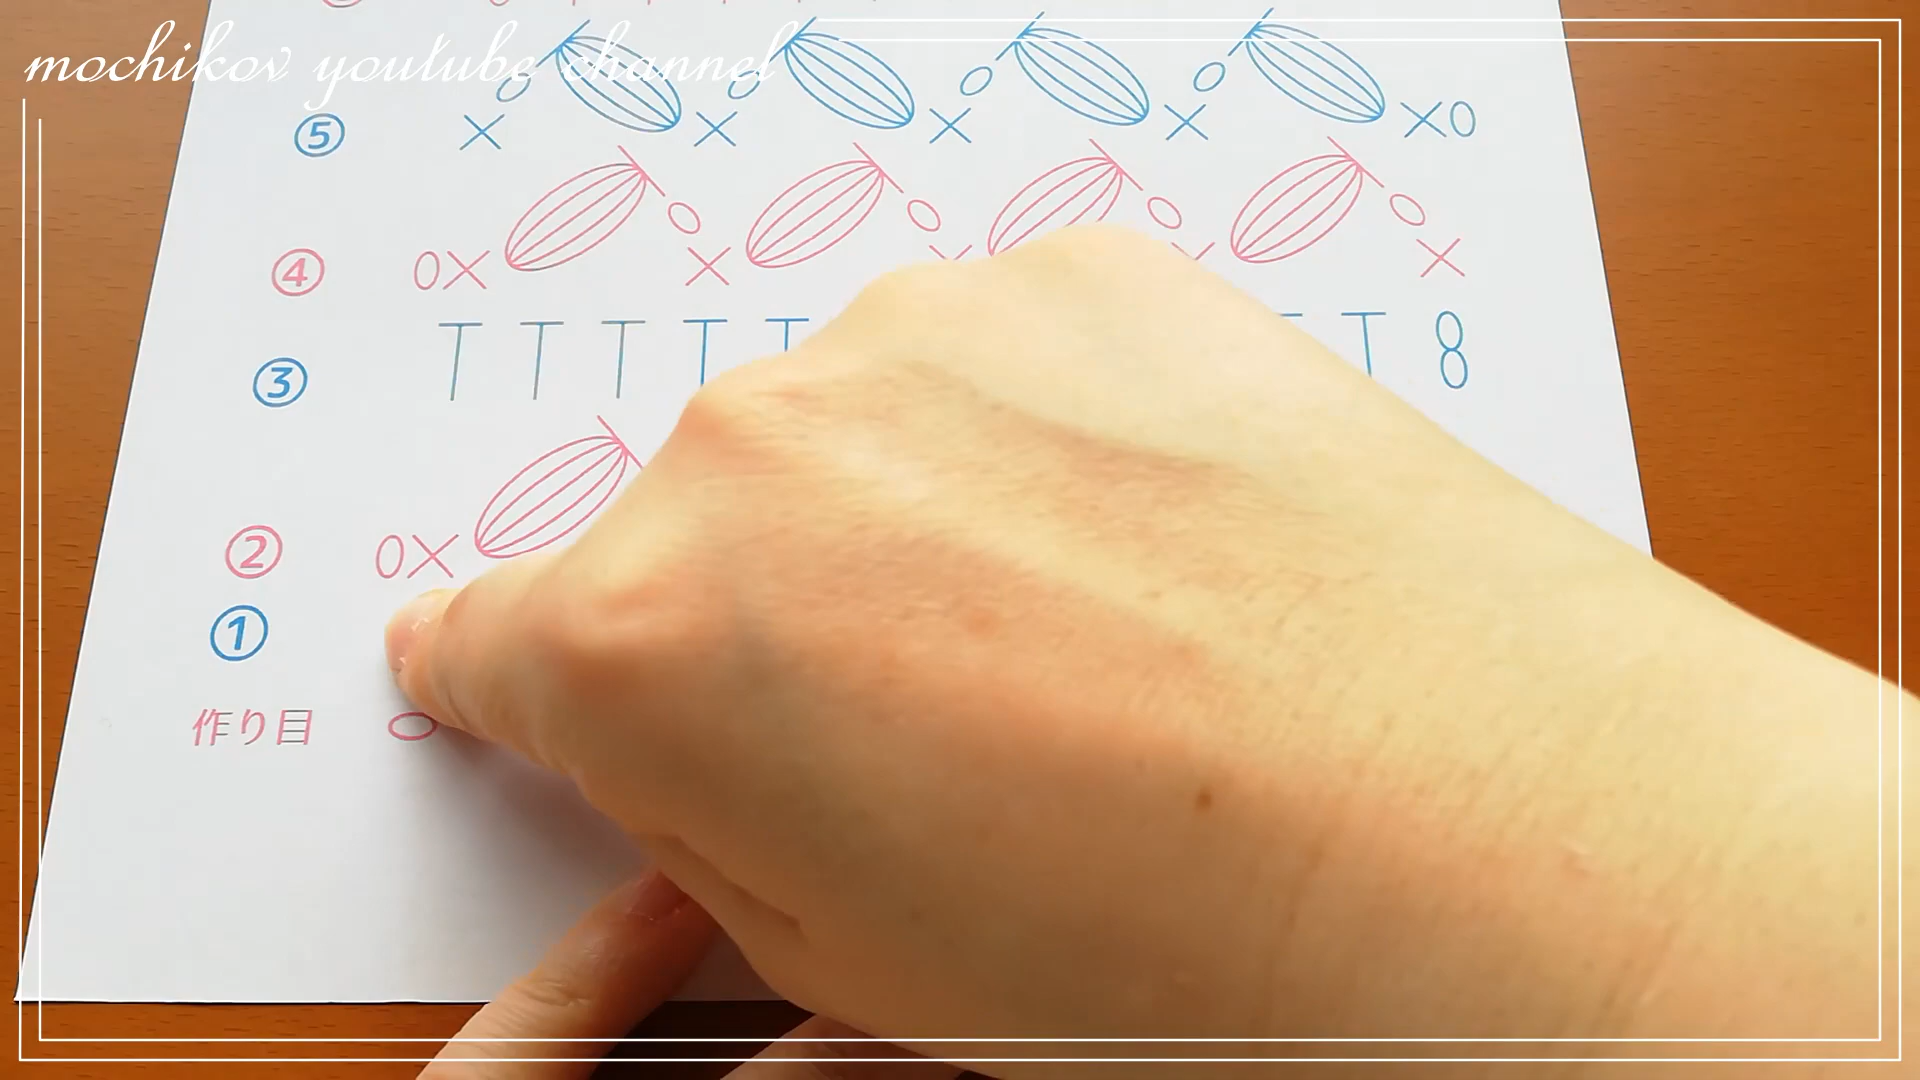 mochikov youtube channel
⑤
④
③
②
①
作り目